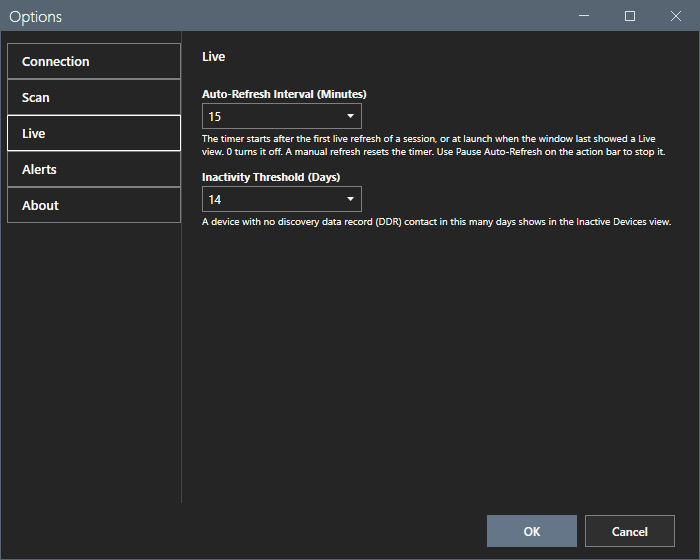 Options
Connection
Scan
Live
Alerts
About
Live
Auto-Refresh Interval (Minutes)
15
The timer starts after the first live refresh of a session, or at launch when the window last showed a Live
view. 0 turns it off. A manual refresh resets the timer. Use Pause Auto-Refresh on the action bar to stop it.
Inactivity Threshold (Days)
14
A device with no discovery data record (DDR) contact in this many days shows in the Inactive Devices view.
OK
Cancel